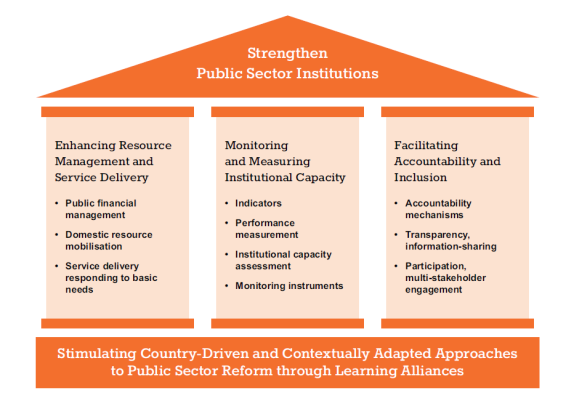 Strengthen
Public Sector Institutions
Enhancing Resource
Management and
Service Delivery
• Public financial
management
• Domestic resource
mobilisation
• Service delivery
responding to basic
needs
Monitoring
and Measuring
Institutional Capacity
• Indicators
• Performance
measurement
• Institutional capacity
assessment
• Monitoring instruments
Facilitating
Accountability and
Inclusion
• Accountability
mechanisms
• Transparency,
information-sharing
• Participation,
multi-stakeholder
engagement
Stimulating Country-Driven and Contextually Adapted Approaches
to Public Sector Reform through Learning Alliances